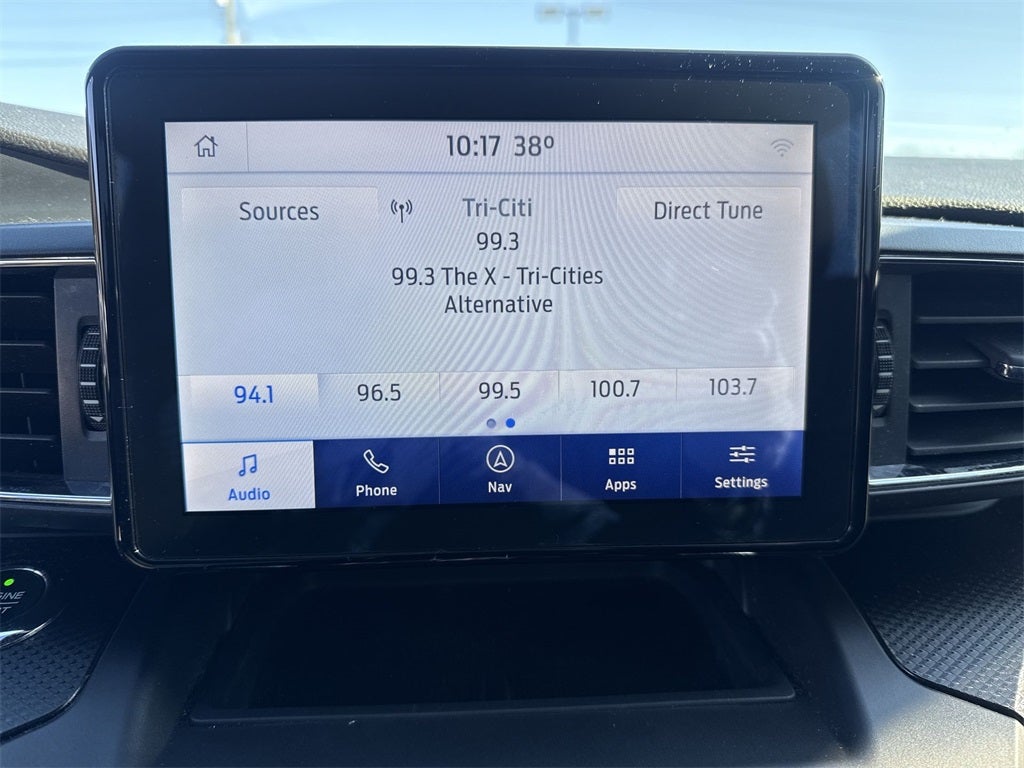 10:17 38º
Sources
Tri-Citi
Direct Tune
99.3
99.3 The X - Tri-Cities
Alternative
94.1 96.5 99.5 100.7 103.7
Audio Phone Nav Apps Settings